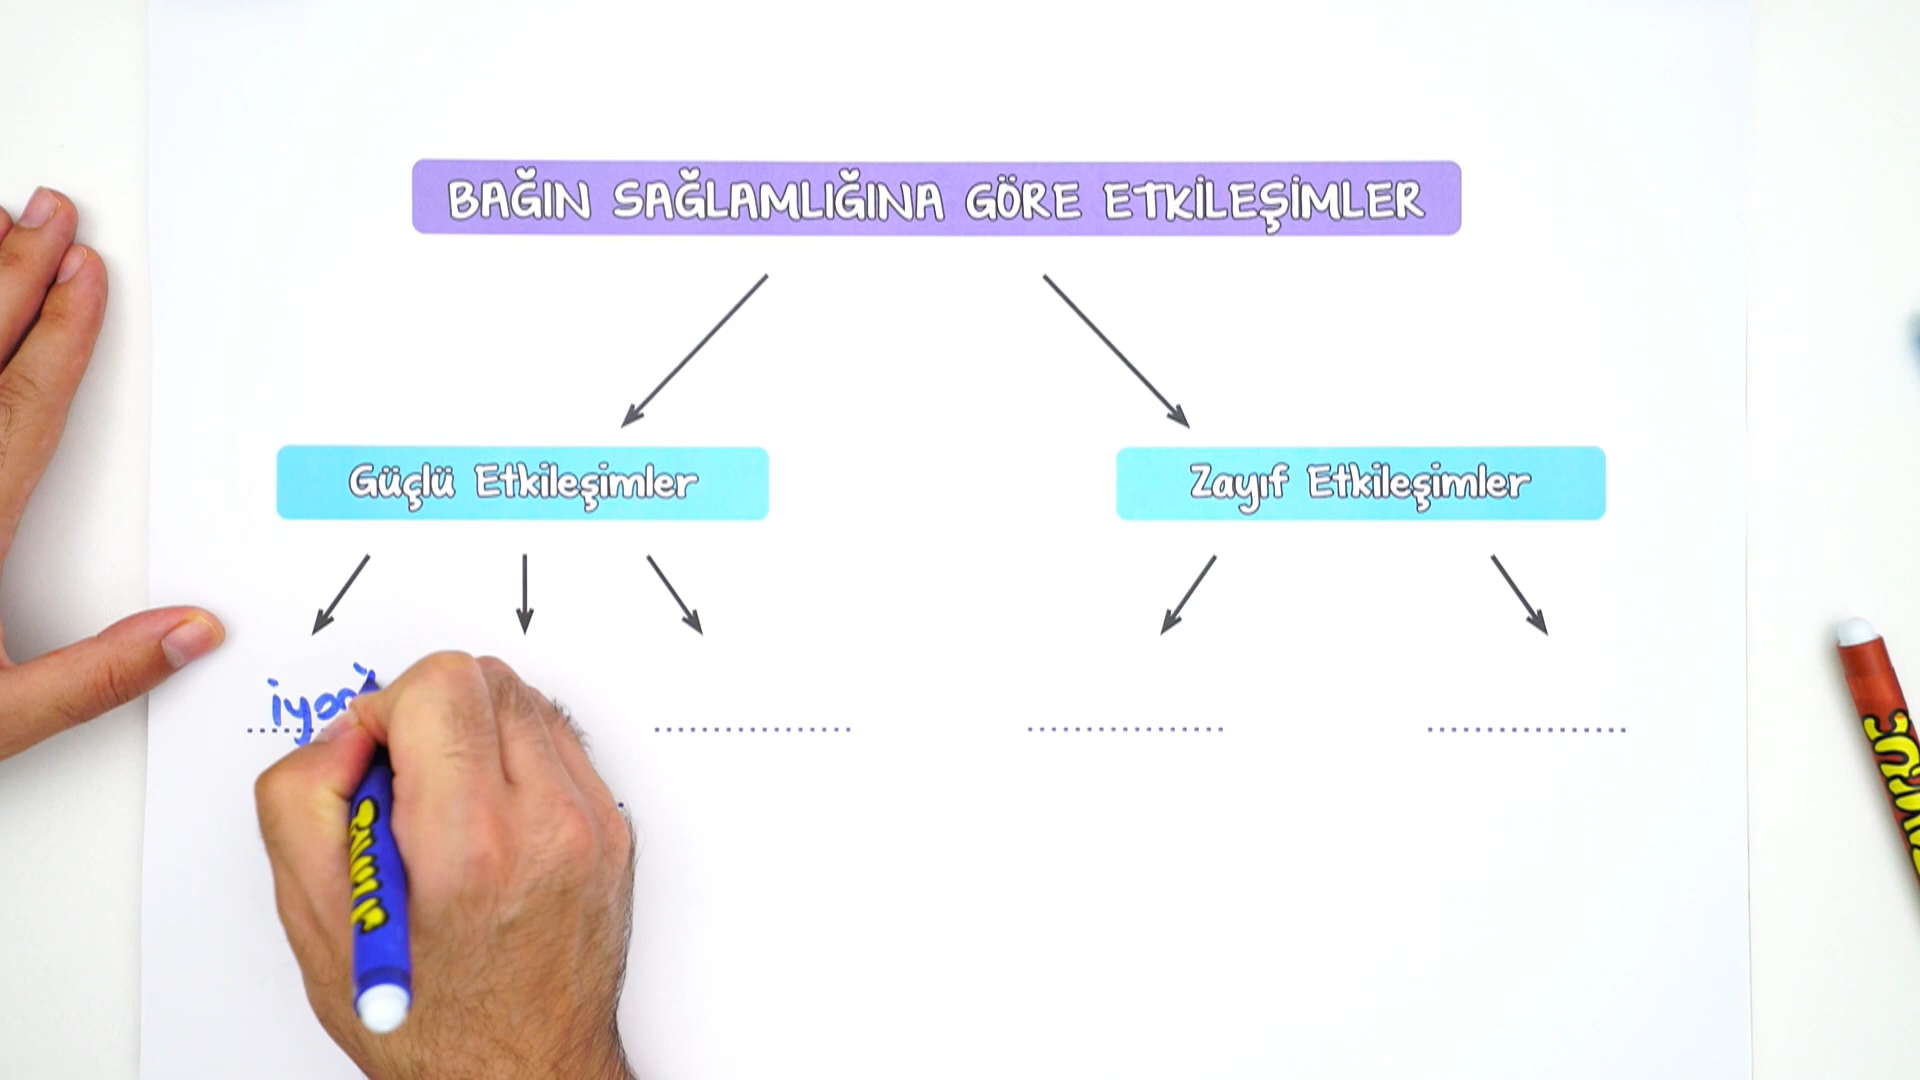 BAĞIN SAĞLAMLIĞINA GÖRE ETKİLEŞİMLER
Güçlü Etkileşimler
Zayıf Etkileşimler